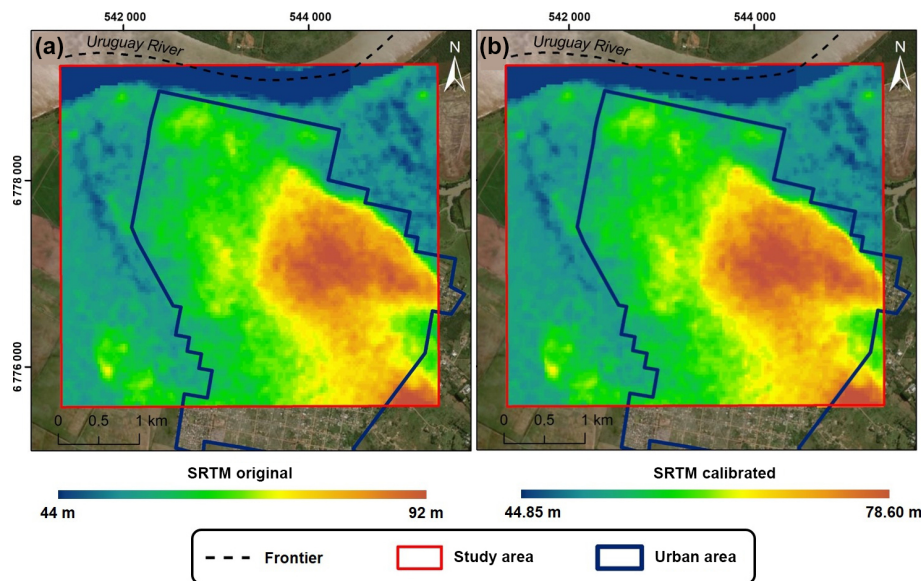 542 000 544 000 542 000 544 000
(a) Uruguay River N
(b) Uruguay River N
6 778 000
6 776 000
0 0.5 1 km
0 0.5 1 km
SRTM original
44 m 92 m
SRTM calibrated
44.85 m 78.60 m
Frontier Study area Urban area